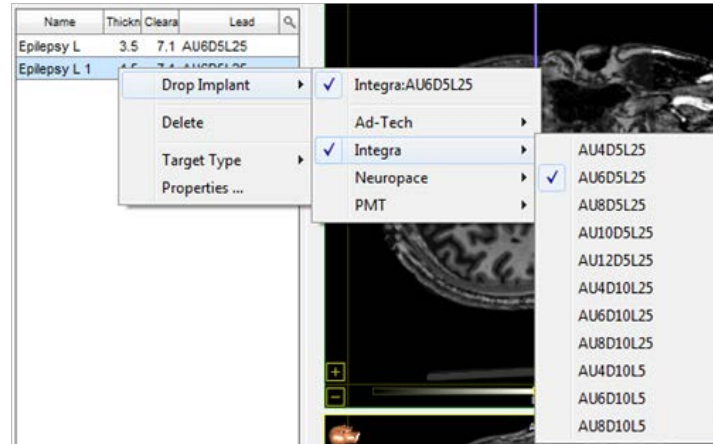 Name Thickn Cleara Lead
Epilepsy L 3.5 7.1 AU6D5L25
Epilepsy L 1
Drop Implant
Delete
Target Type
Properties ...
Integra:AU6D5L25
Ad-Tech
Integra
Neuropace
PMT
AU4D5L25
AU6D5L25
AU8D5L25
AU10D5L25
AU12D5L25
AU4D10L25
AU6D10L25
AU8D10L25
AU4D10L5
AU6D10L5
AU8D10L5